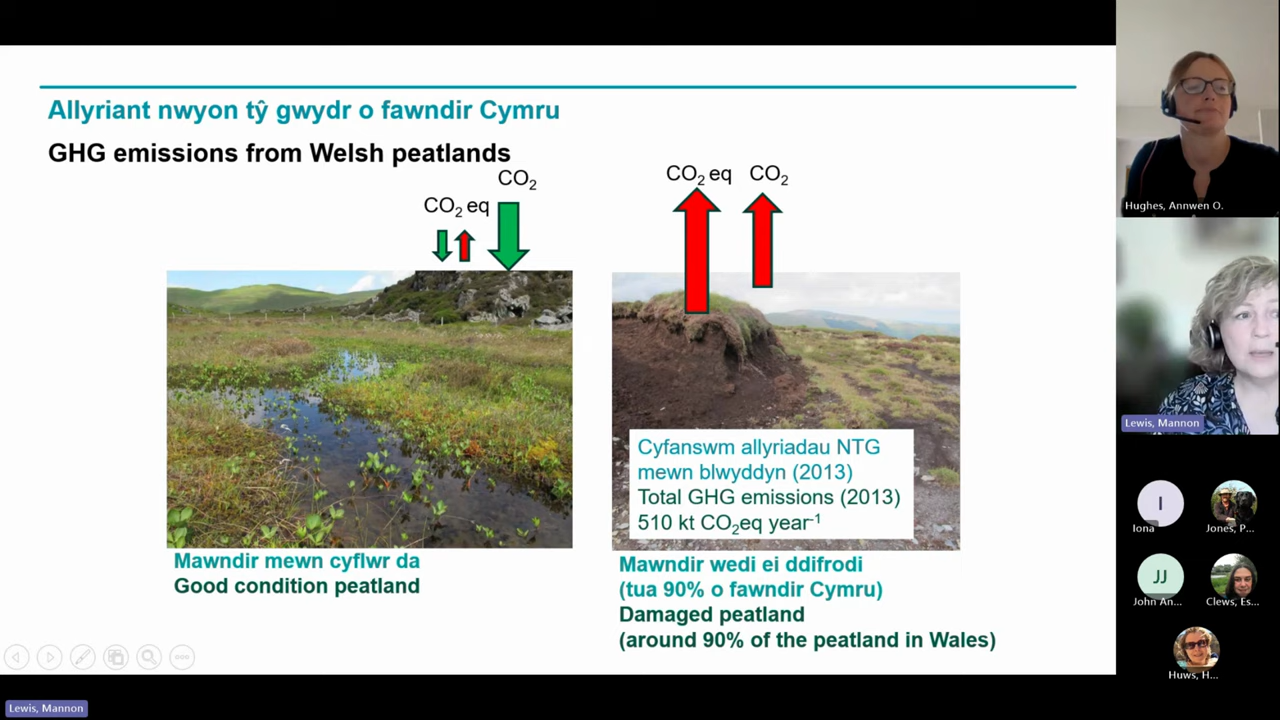 Allyriant nwyon tŷ gwydr o fawndir Cymru
GHG emissions from Welsh peatlands
CO₂
CO₂ eq
CO₂ eq
CO₂
Cyfanswm allyriadau NTG
mewn blwyddyn (2013)
Total GHG emissions (2013)
510 kt CO₂eq year⁻¹
Mawndir mewn cyflwr da
Good condition peatland
Mawndir wedi ei ddifrodi
(tua 90% o fawndir Cymru)
Damaged peatland
(around 90% of the peatland in Wales)
Hughes, Annwen O.
Lewis, Mannon
I
Iona
Jones, P...
JJ
John An...
Clews, Es...
Huws, H...
Lewis, Mannon